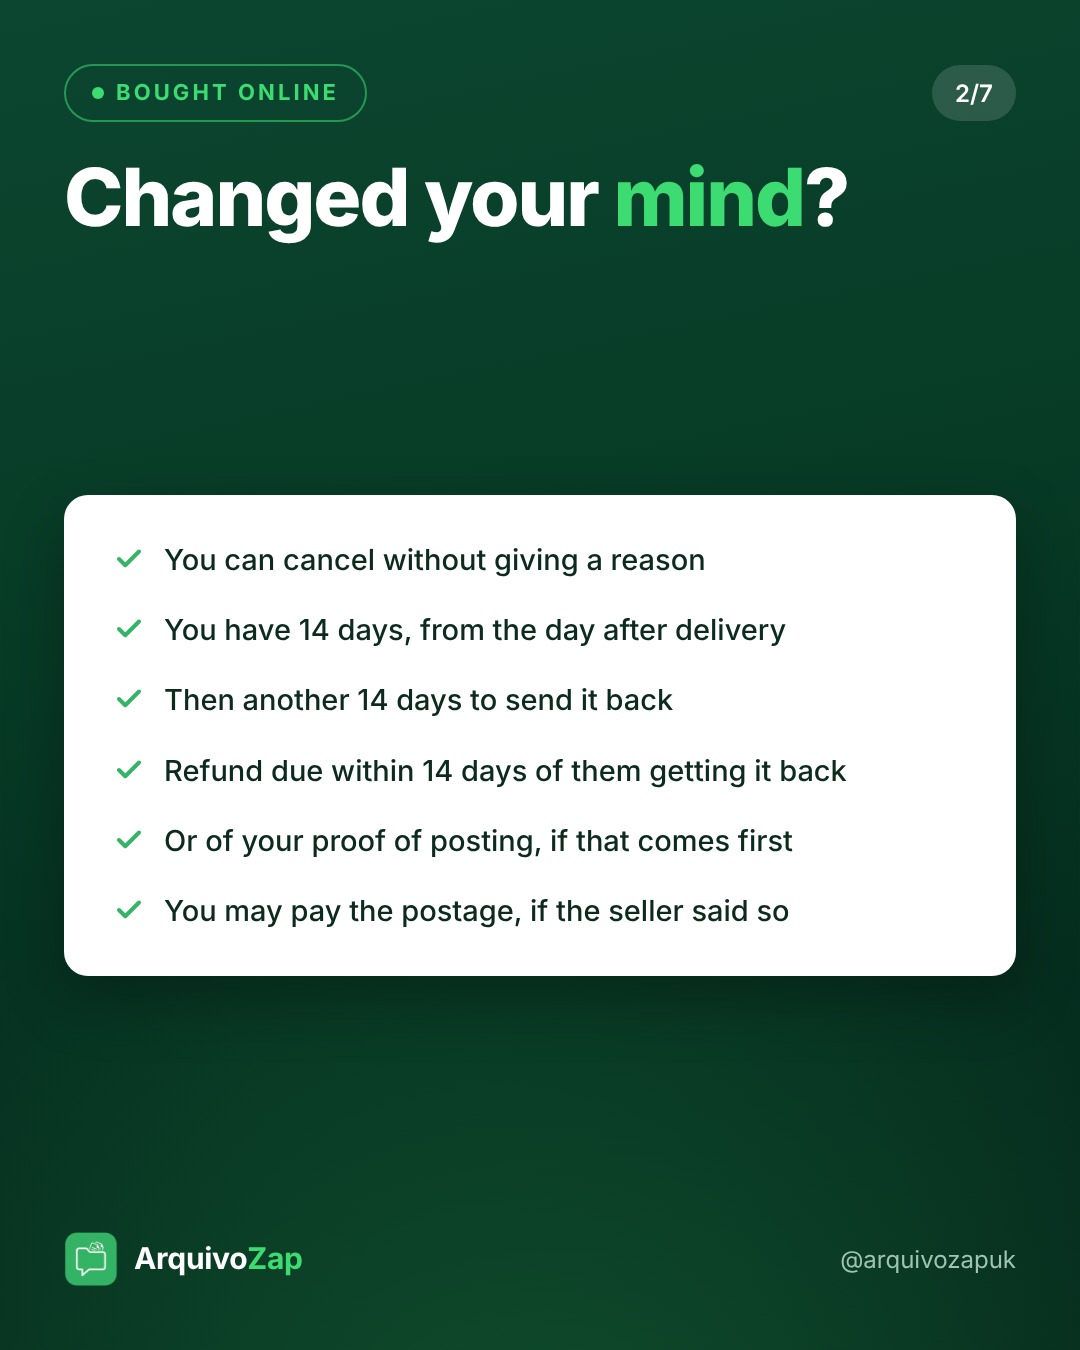 BOUGHT ONLINE
2/7
Changed your mind?
You can cancel without giving a reason
You have 14 days, from the day after delivery
Then another 14 days to send it back
Refund due within 14 days of them getting it back
Or of your proof of posting, if that comes first
You may pay the postage, if the seller said so
ArquivoZap
@arquivozapuk